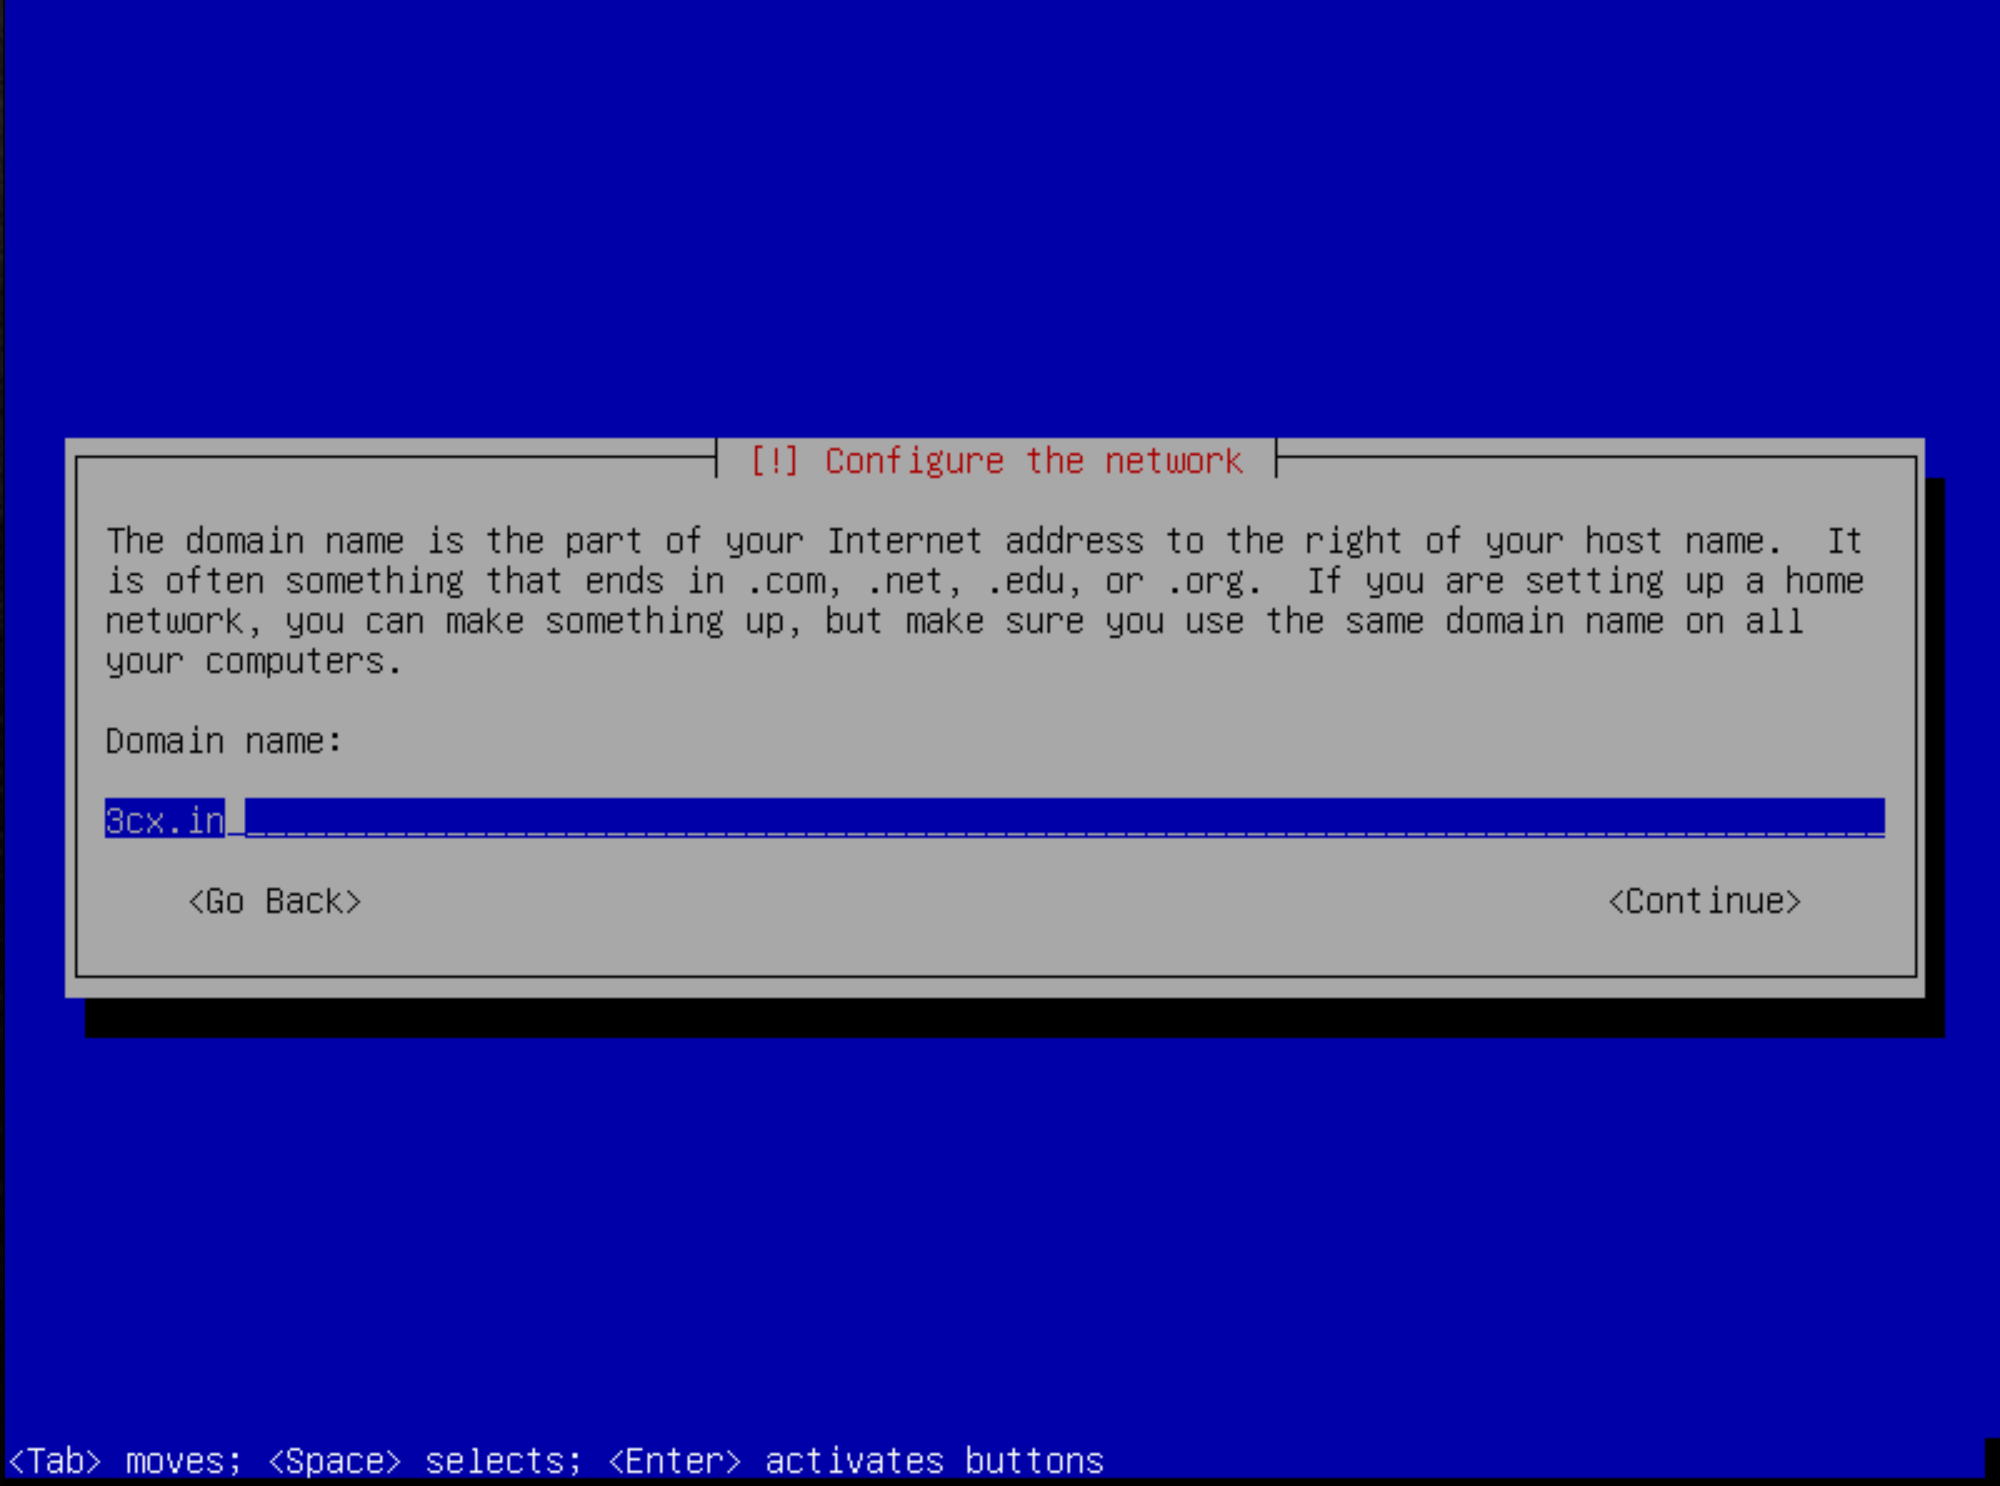 [!] Configure the network
The domain name is the part of your Internet address to the right of your host name.  It
is often something that ends in .com, .net, .edu, or .org.  If you are setting up a home
network, you can make something up, but make sure you use the same domain name on all
your computers.
Domain name:
3cx.in
<Go Back> <Continue>
<Tab> moves; <Space> selects; <Enter> activates buttons